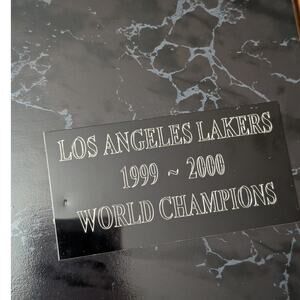 LOS ANGELES LAKERS
1999 ~ 2000
WORLD CHAMPIONS